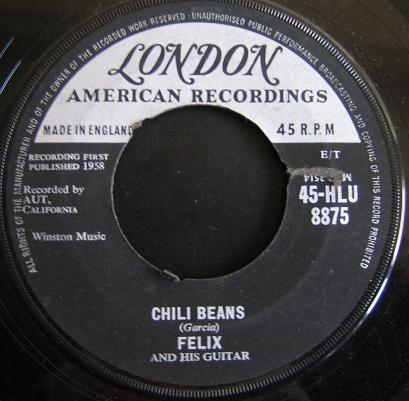 ALL RIGHTS OF THE MANUFACTURER AND OF THE OWNER OF THE RECORDED WORK RESERVED · UNAUTHORISED PUBLIC PERFORMANCE BROADCASTING AND COPYING OF THIS RECORD PROHIBITED
LONDON
AMERICAN RECORDINGS
MADE IN ENGLAND
45 R.P.M
RECORDING FIRST
PUBLISHED 1958
E/T
Recorded by
AUT,
CALIFORNIA
45-HLU
8875
Winston Music
CHILI BEANS
(Garcia)
FELIX
AND HIS GUITAR